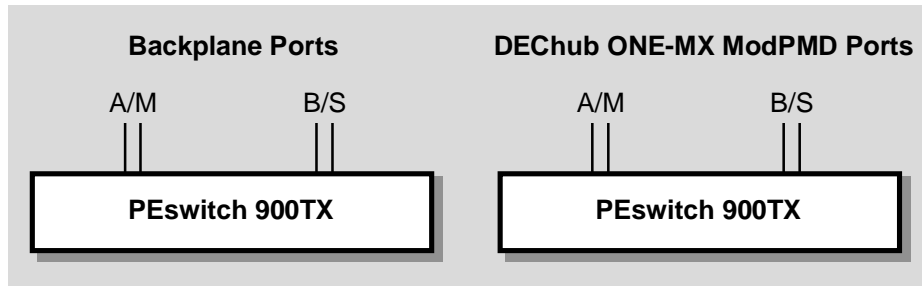 Backplane Ports
DEChub ONE-MX ModPMD Ports
A/M
B/S
A/M
B/S
PEswitch 900TX
PEswitch 900TX